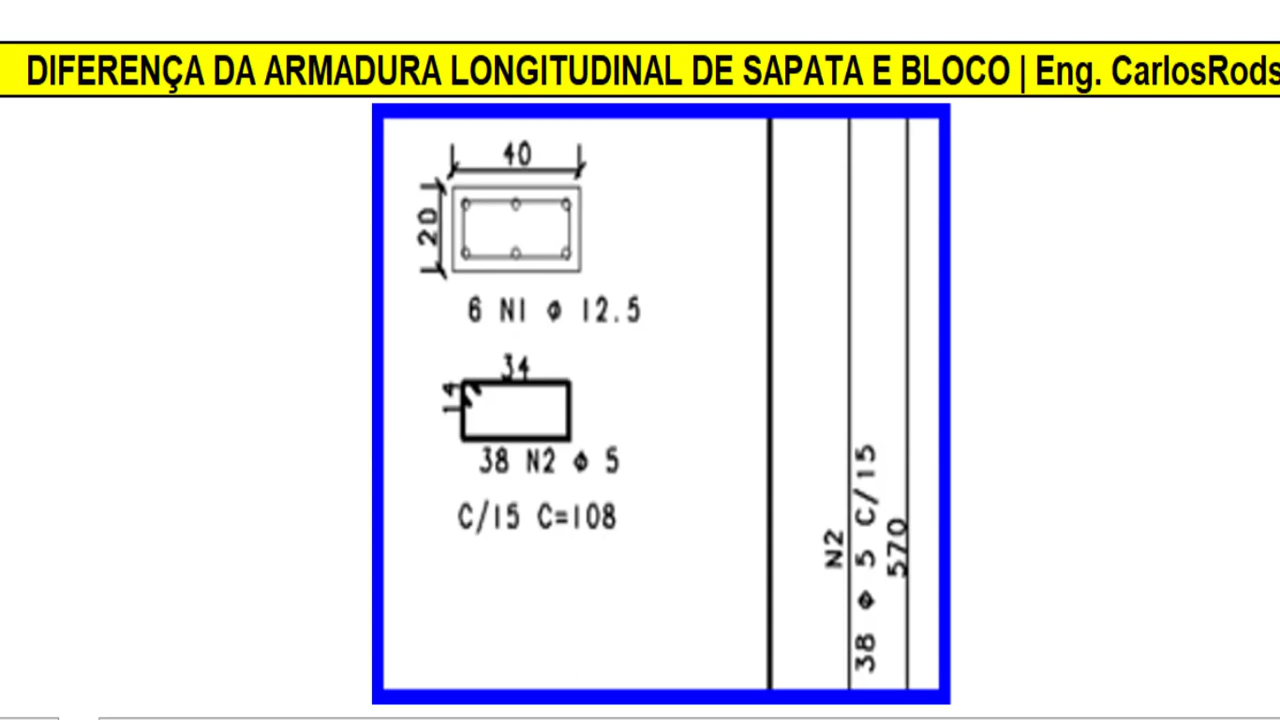 DIFERENÇA DA ARMADURA LONGITUDINAL DE SAPATA E BLOCO | Eng. CarlosRods
40
20
6 N1 ϕ 12.5
34
14
38 N2 ϕ 5
C/15 C=108
N2
38 ϕ 5 C/15
570